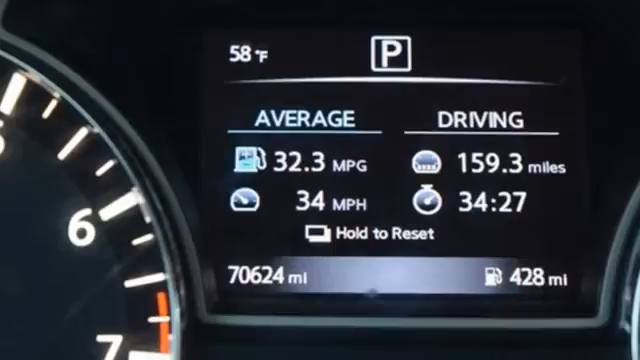 58 °F
P
AVERAGE DRIVING
32.3 MPG 159.3 miles
34 MPH 34:27
Hold to Reset
70624 mi 428 mi
6
7